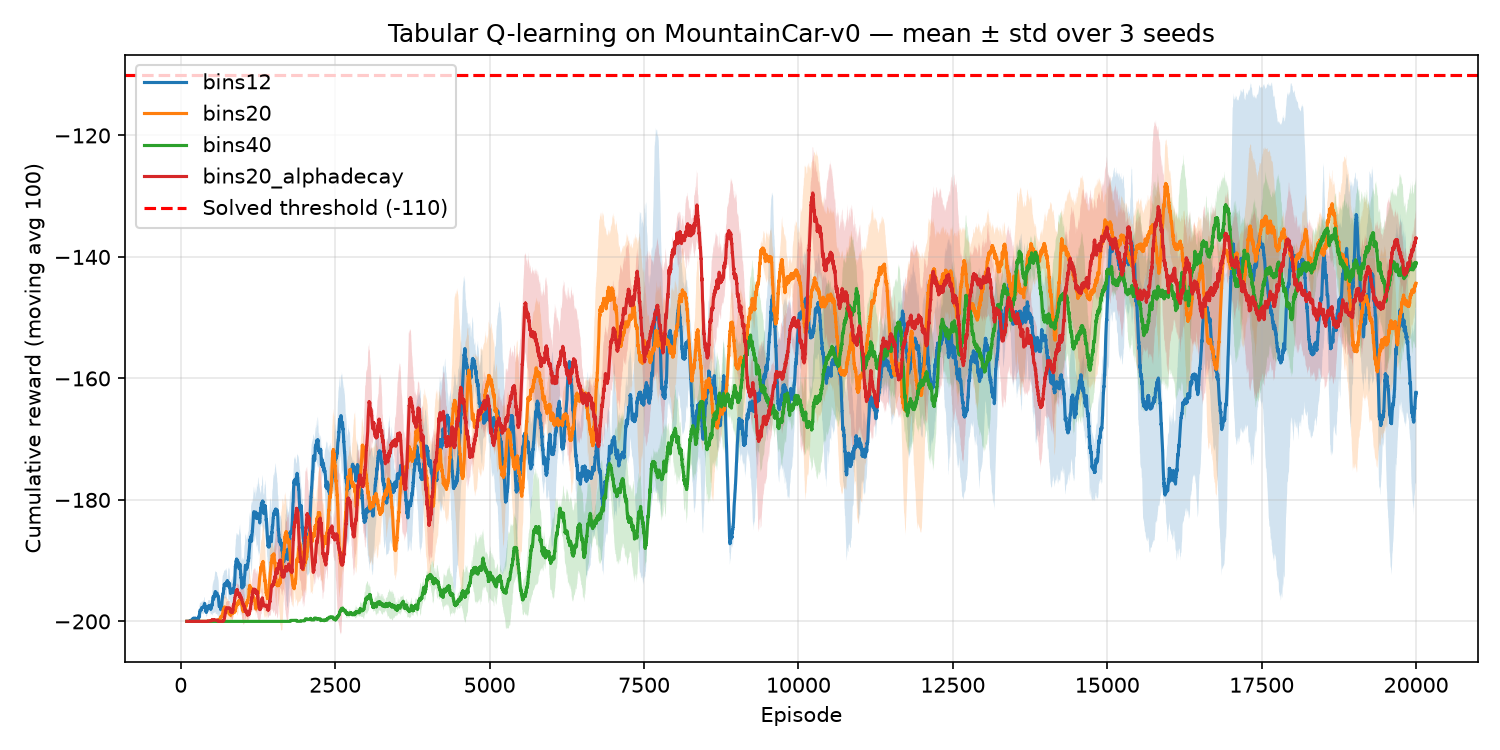 Tabular Q-learning on MountainCar-v0 — mean ± std over 3 seeds
bins12
bins20
bins40
bins20_alphadecay
Solved threshold (-110)
Cumulative reward (moving avg 100)
−120
−140
−160
−180
−200
0 2500 5000 7500 10000 12500 15000 17500 20000
Episode